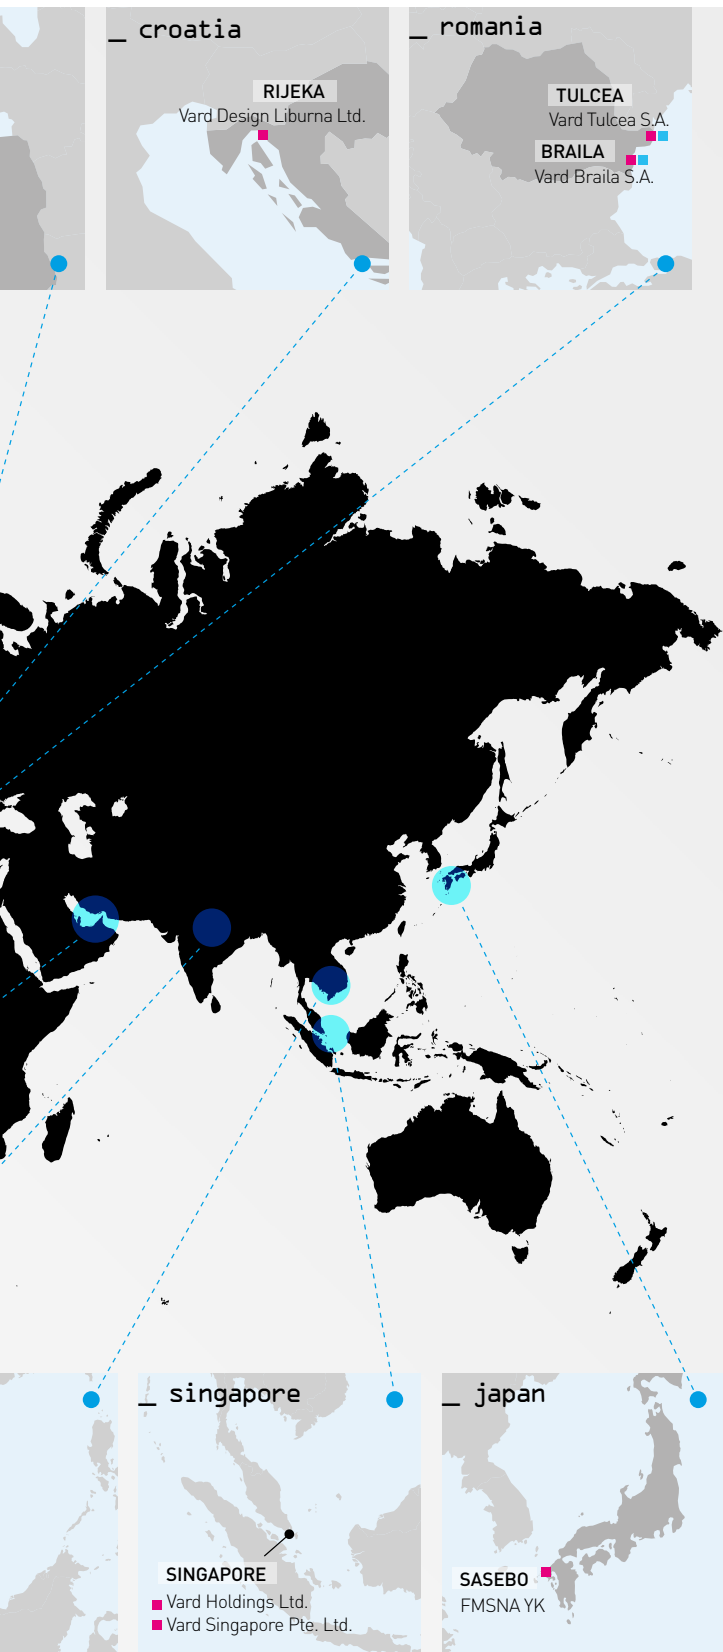 _ croatia
RIJEKA
Vard Design Liburna Ltd.
_ romania
TULCEA
Vard Tulcea S.A.
BRAILA
Vard Braila S.A.
_ singapore
SINGAPORE
Vard Holdings Ltd.
Vard Singapore Pte. Ltd.
_ japan
SASEBO
FMSNA YK